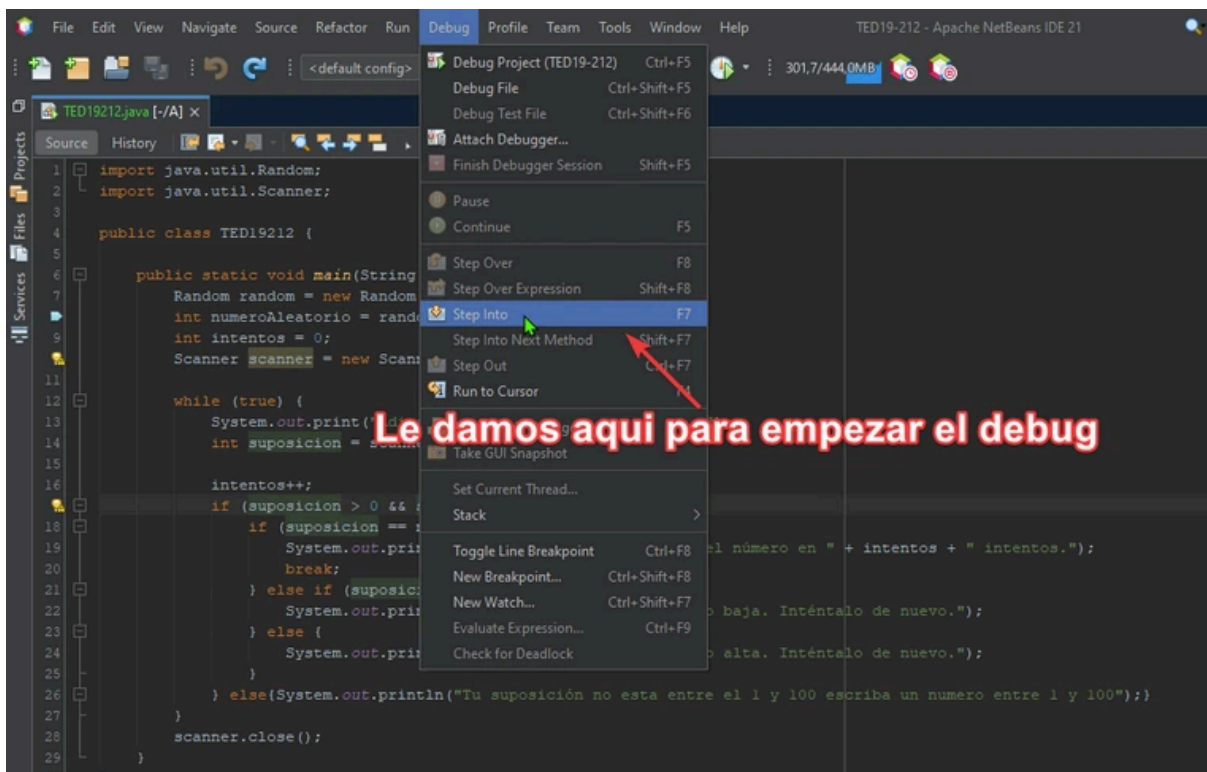 File Edit View Navigate Source Refactor Run Debug Profile Team Tools Window Help TED19-212 - Apache NetBeans IDE 21
<default config> 301,7/444,0MB
TED19212.java [-/A] ×
Source History
Projects
Files
Services
1 import java.util.Random;
2 import java.util.Scanner;
3
4 public class TED19212 {
5
6 public static void main(String
7 Random random = new Random
int numeroAleatorio = rando
9 int intentos = 0;
Scanner scanner = new Scann
11
12 while (true) {
13 System.out.print(
14 int suposicion =
15
16 intentos++;
if (suposicion > 0 &&
18 if (suposicion ==
19 System.out.prin el número en " + intentos + " intentos.");
20 break;
21 } else if (suposic
22 System.out.prin baja. Inténtalo de nuevo.");
23 } else {
24 System.out.prin alta. Inténtalo de nuevo.");
25 }
26 } else{System.out.println("Tu suposición no esta entre el 1 y 100 escriba un numero entre 1 y 100");}
27 }
28 scanner.close();
29 }
Debug Project (TED19-212) Ctrl+F5
Debug File Ctrl+Shift+F5
Debug Test File Ctrl+Shift+F6
Attach Debugger...
Finish Debugger Session Shift+F5
Pause
Continue F5
Step Over F8
Step Over Expression Shift+F8
Step Into F7
Step Into Next Method Shift+F7
Step Out Ctrl+F7
Run to Cursor F4
Le damos aqui para empezar el debug
Take GUI Snapshot
Set Current Thread...
Stack >
Toggle Line Breakpoint Ctrl+F8
New Breakpoint... Ctrl+Shift+F8
New Watch... Ctrl+Shift+F7
Evaluate Expression... Ctrl+F9
Check for Deadlock